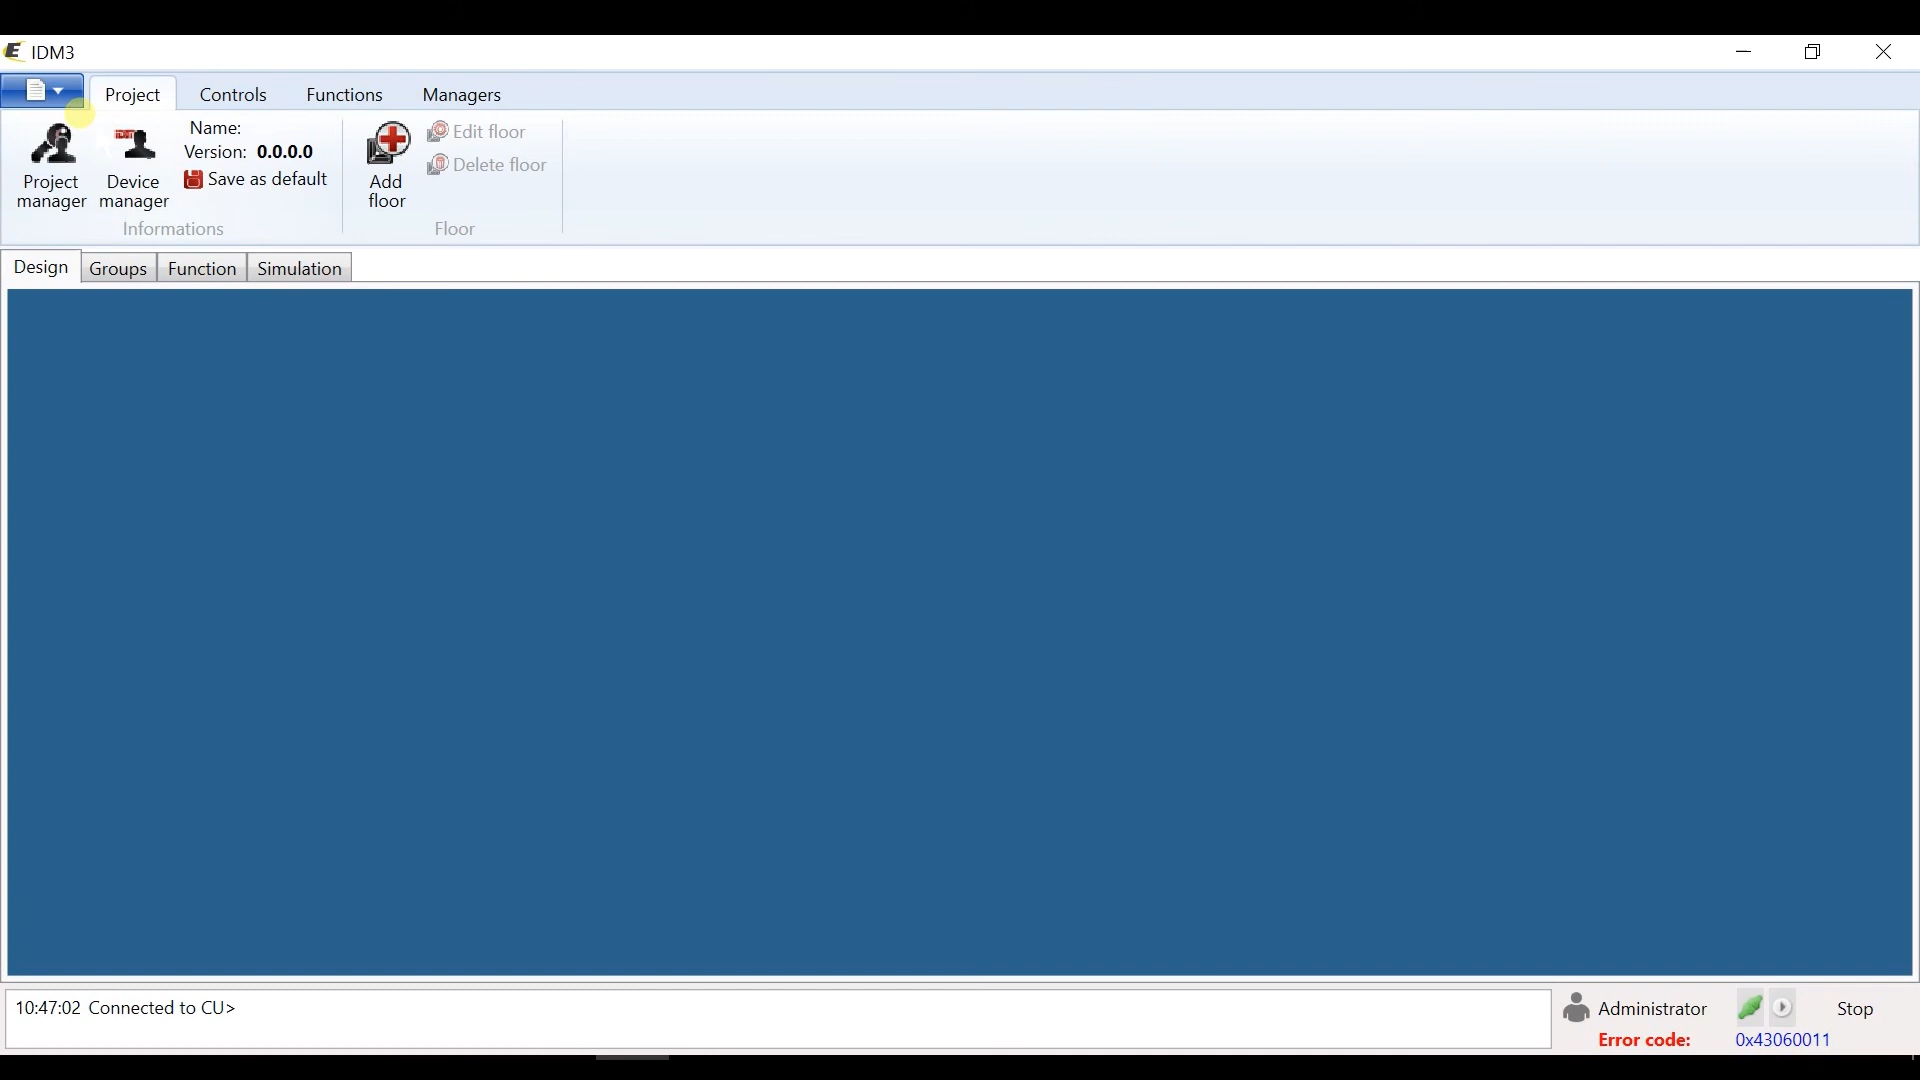 IDM3
Project Controls Functions Managers
Project manager
Device manager
Name:
Version: 0.0.0.0
Save as default
Informations
Add floor
Edit floor
Delete floor
Floor
Design Groups Function Simulation
10:47:02 Connected to CU>
Administrator
Stop
Error code: 0x43060011